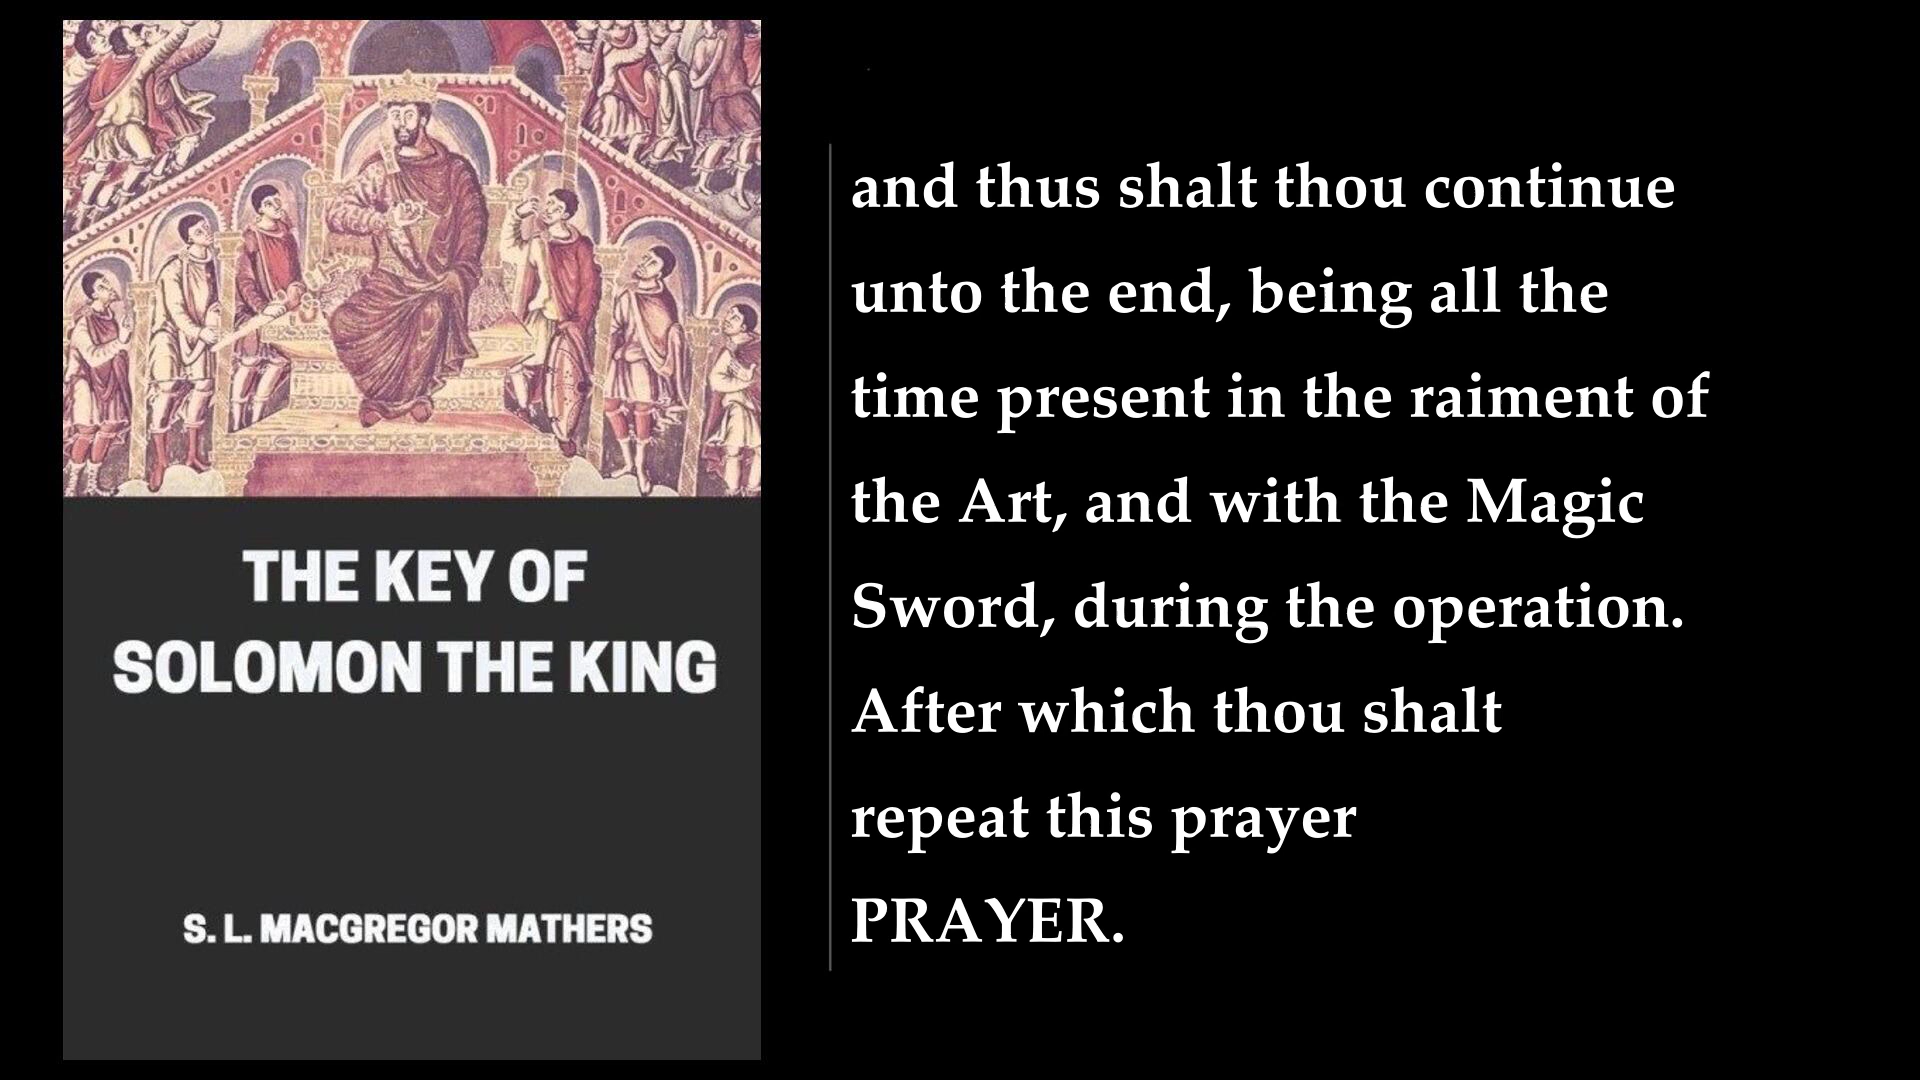 THE KEY OF
SOLOMON THE KING
S. L. MACGREGOR MATHERS
and thus shalt thou continue
unto the end, being all the
time present in the raiment of
the Art, and with the Magic
Sword, during the operation.
After which thou shalt
repeat this prayer
PRAYER.